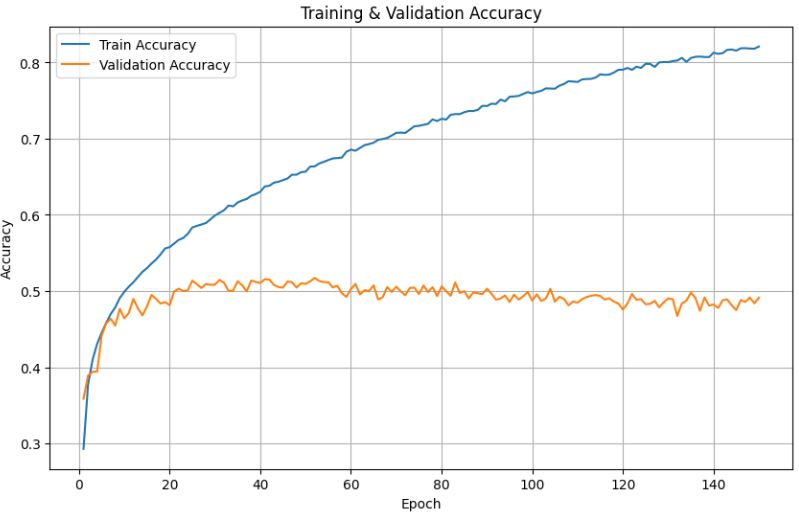 Training & Validation Accuracy
Train Accuracy
Validation Accuracy
0.8
0.7
0.6
0.5
0.4
0.3
Accuracy
0 20 40 60 80 100 120 140
Epoch